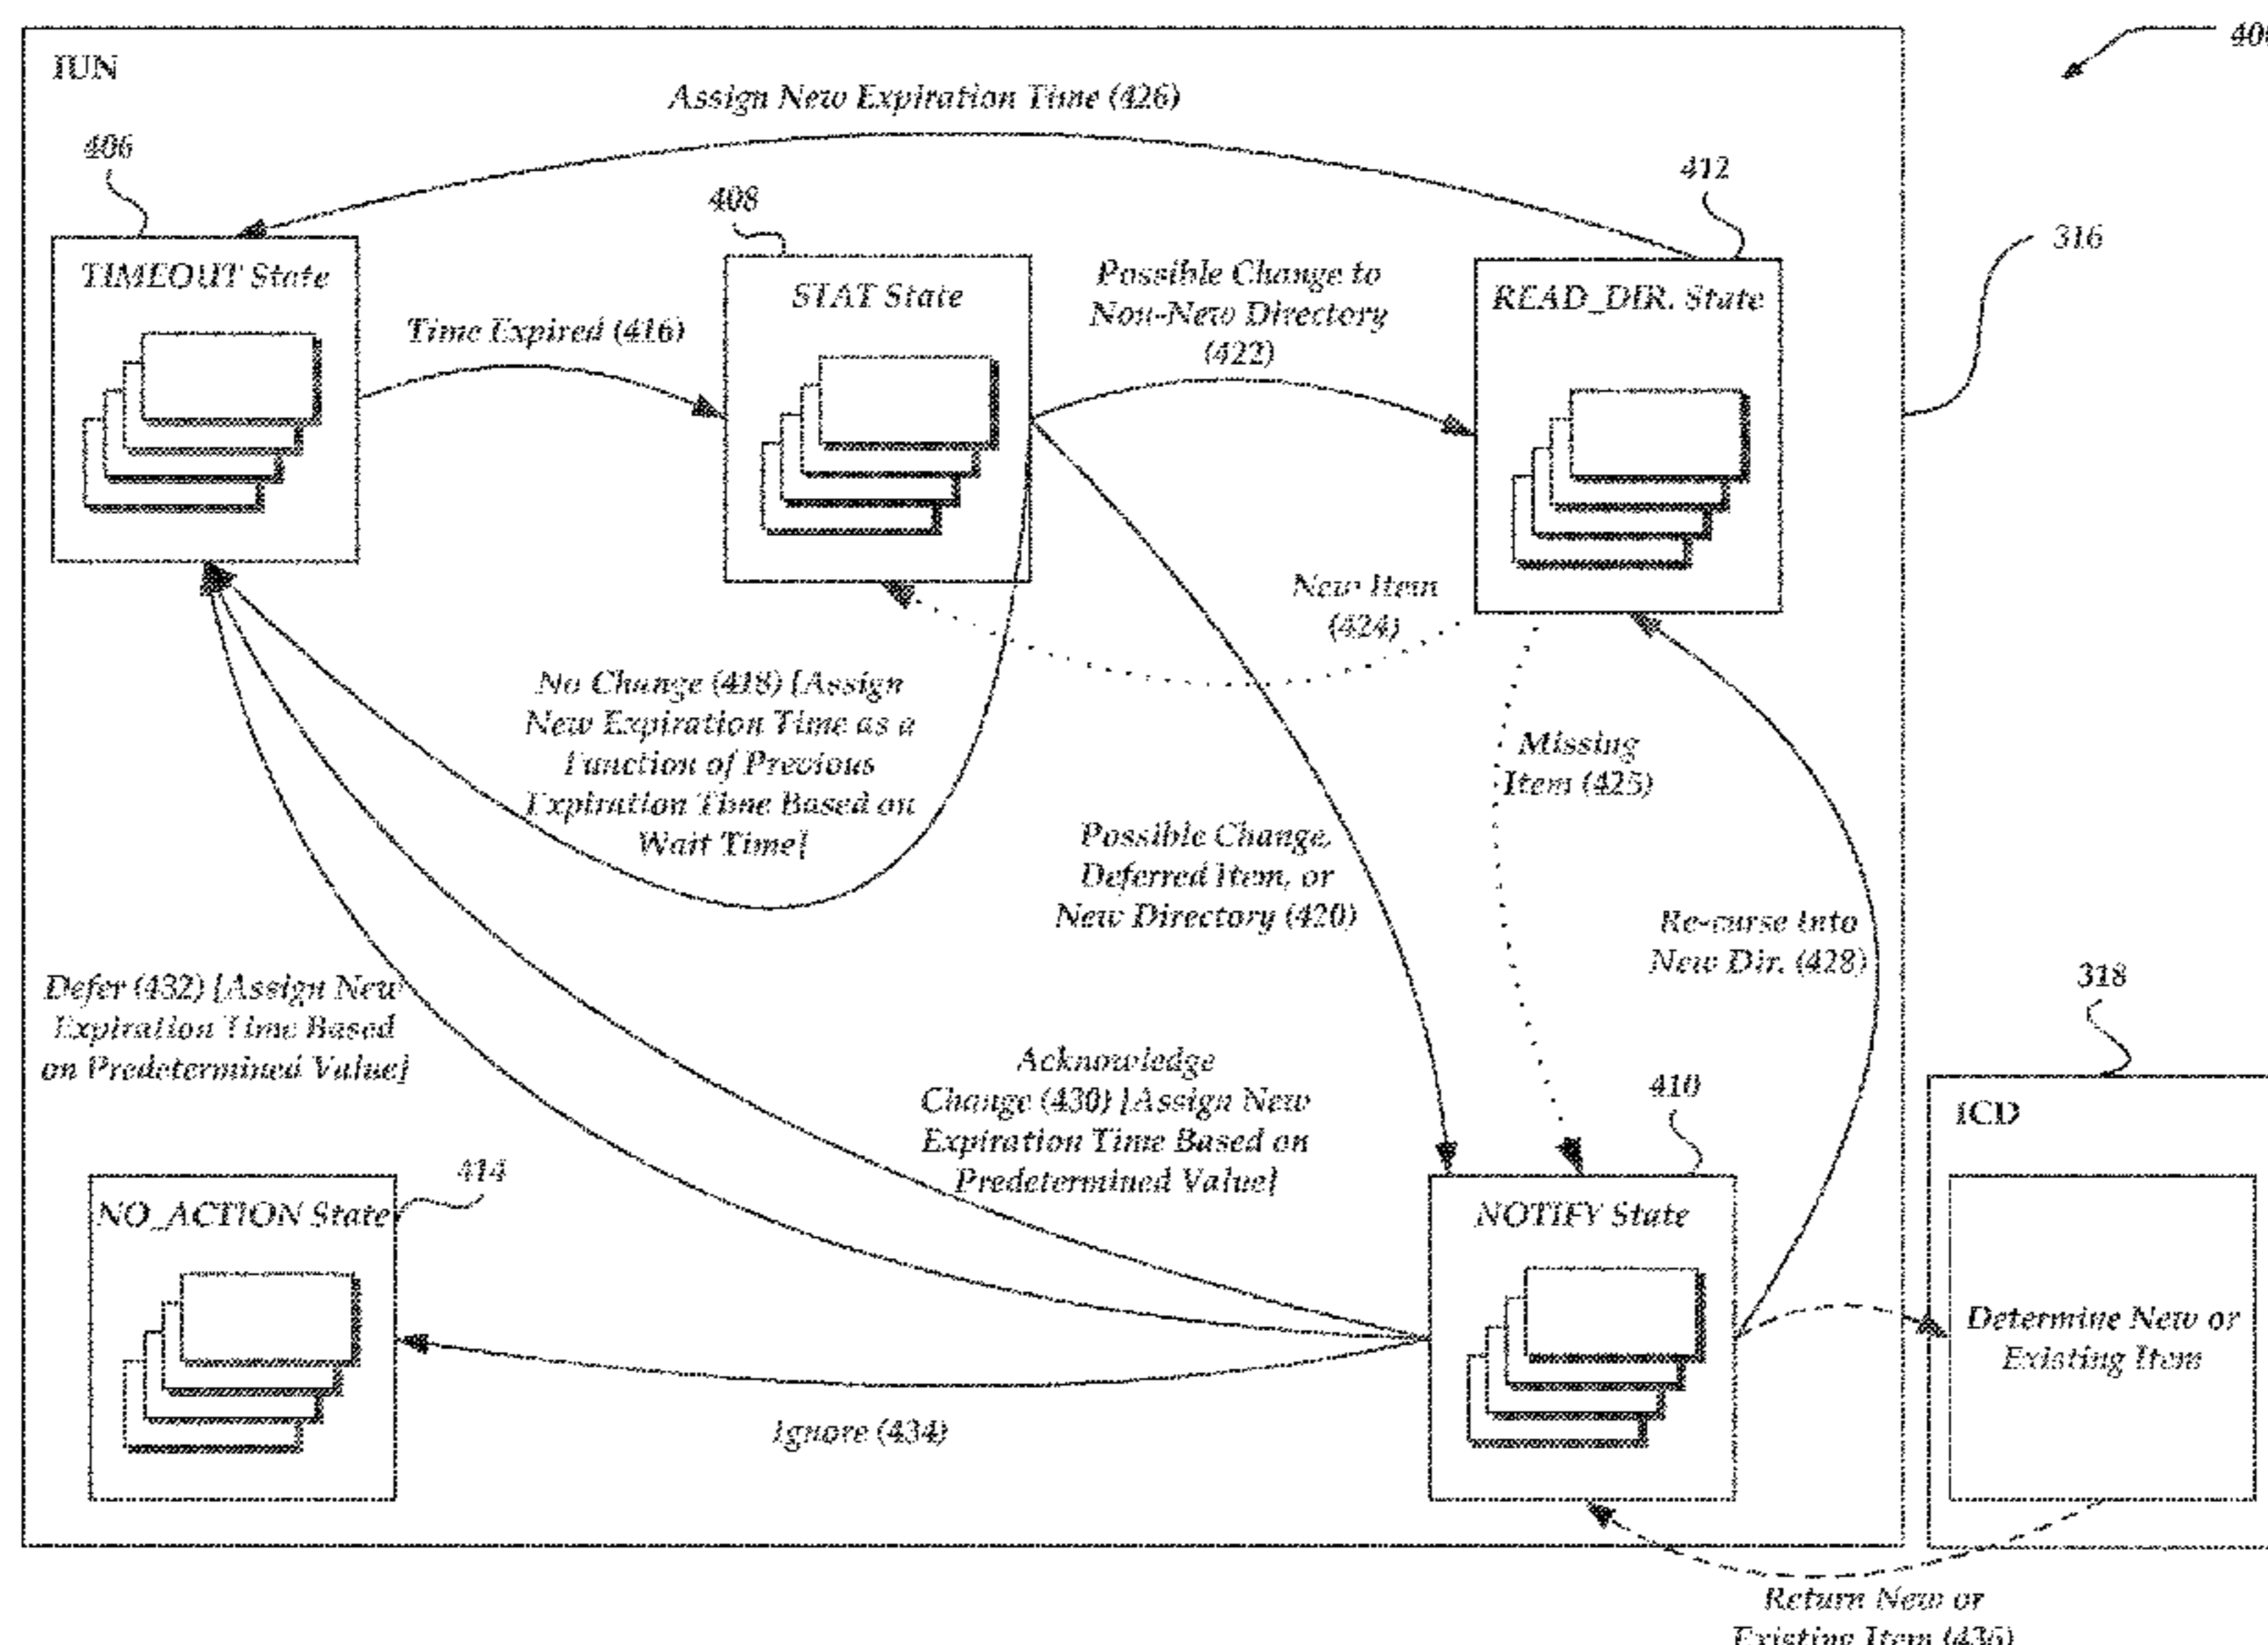 400
IUN
Assign New Expiration Time (426)
406
412
408
316
TIMEOUT State
STAT State
Possible Change to
Non-New Directory
(422)
READ_DIR. State
Time Expired (416)
New Item
(424)
No Change (418) [Assign
New Expiration Time as a
Function of Previous
Expiration Time Based on
Wait Time]
Missing
Item (425)
Possible Change,
Deferred Item, or
New Directory (420)
Re-curse Into
New Dir. (428)
Defer (432) [Assign New
Expiration Time Based
on Predetermined Value]
318
Acknowledge
Change (430) [Assign New
Expiration Time Based on
Predetermined Value]
410
ICD
414
NO_ACTION State
NOTIFY State
Determine New or
Existing Item
Ignore (434)
Return New or
Existing Item (436)